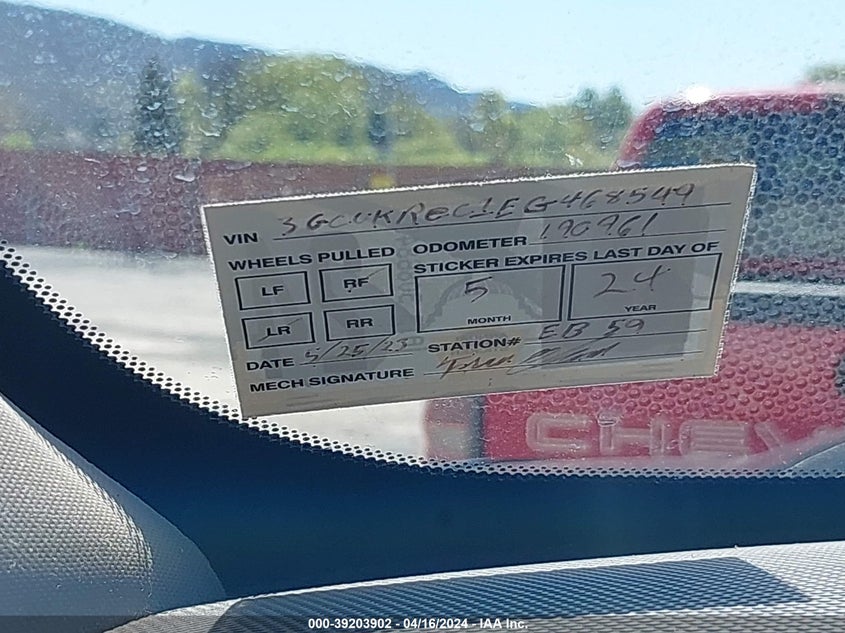 VIN 3GCUKREC1EG468549
WHEELS PULLED
ODOMETER 190961
STICKER EXPIRES LAST DAY OF
LF RF
LR RR
5 MONTH
24 YEAR
DATE 5/25/23
STATION# EB 59
MECH SIGNATURE
CHEV
000-39203902 - 04/16/2024 - IAA Inc.